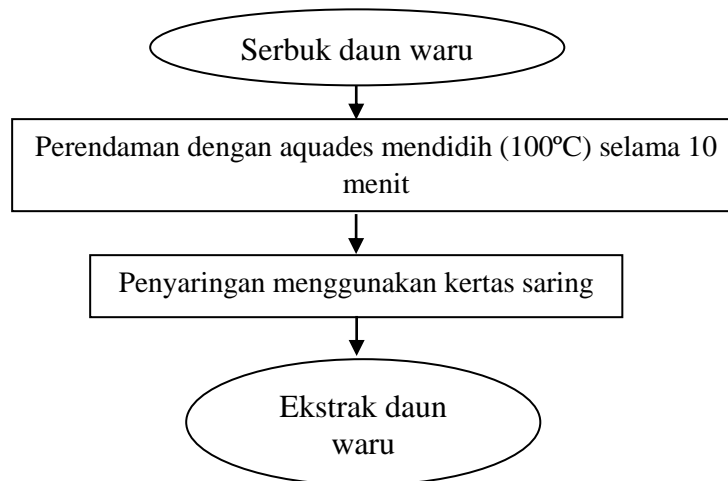 Serbuk daun waru
Perendaman dengan aquades mendidih (100ºC) selama 10
menit
Penyaringan menggunakan kertas saring
Ekstrak daun
waru